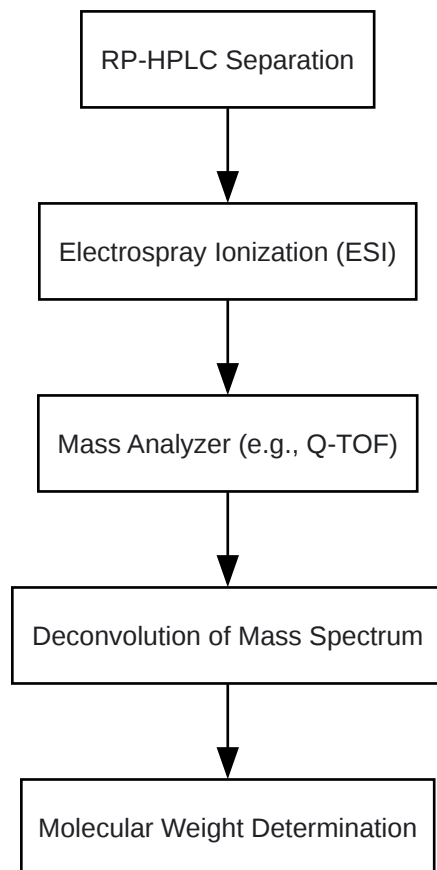 RP-HPLC Separation
Electrospray Ionization (ESI)
Mass Analyzer (e.g., Q-TOF)
Deconvolution of Mass Spectrum
Molecular Weight Determination